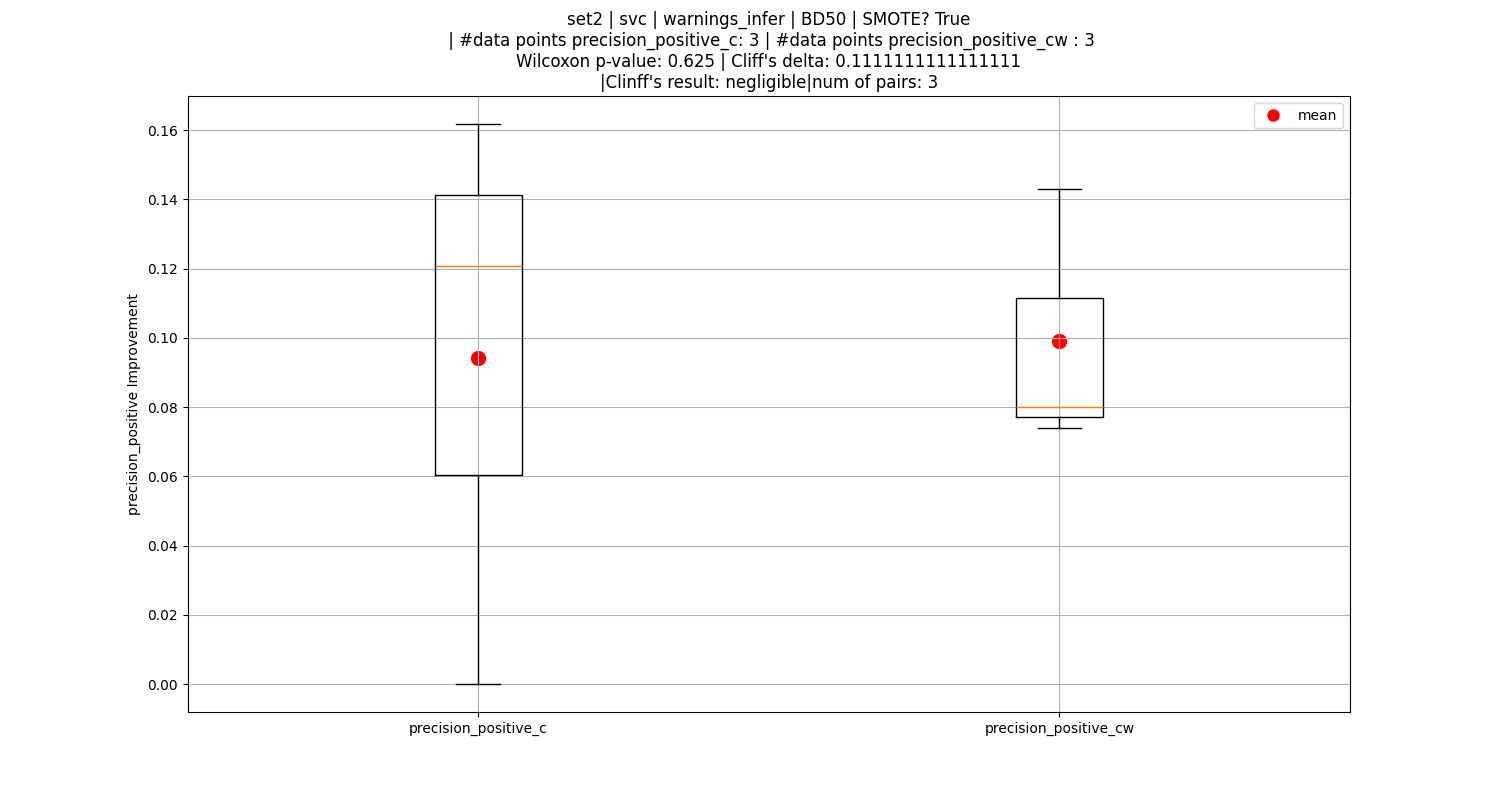 set2 | svc | warnings_infer | BD50 | SMOTE? True
| #data points precision_positive_c: 3 | #data points precision_positive_cw : 3
Wilcoxon p-value: 0.625 | Cliff's delta: 0.1111111111111111
|Clinff's result: negligible|num of pairs: 3
mean
0.16
0.14
0.12
0.10
0.08
0.06
0.04
0.02
0.00
precision_positive Improvement
precision_positive_c
precision_positive_cw